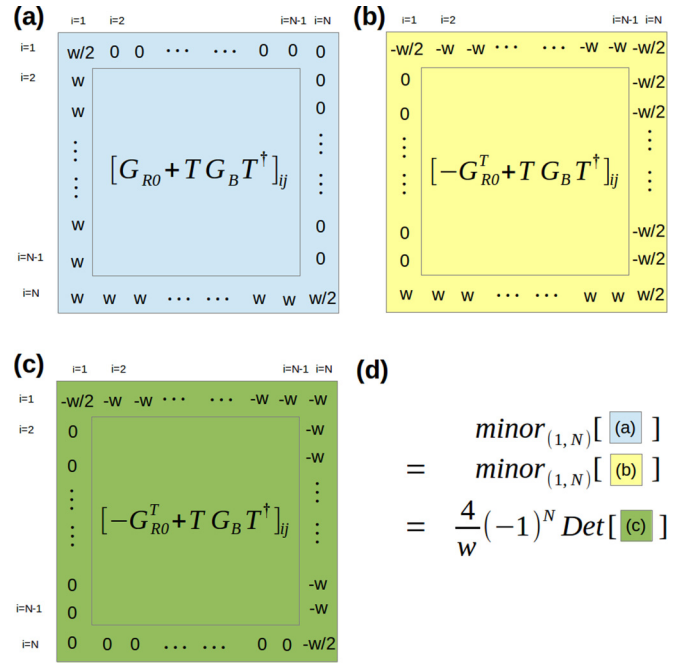 (a)
i=1 i=2 i=N-1 i=N
i=1 w/2 0 0 ··· ··· 0 0 0
i=2 w 0
w 0
⋮ ⋮
⋮ ⋮
[G_{R0} + T G_B T^†]_{ij}
w 0
i=N-1 w 0
i=N w w w ··· ··· w w w/2
(b)
i=1 i=2 i=N-1 i=N
-w/2 -w -w ··· ··· -w -w -w/2
0 -w/2
0 -w/2
⋮ ⋮
⋮ ⋮
[-G_{R0}^T + T G_B T^†]_{ij}
0 -w/2
0 -w/2
w w w ··· ··· w w w/2
(c)
i=1 i=2 i=N-1 i=N
i=1 -w/2 -w -w ··· ··· -w -w -w
i=2 0 -w
0 -w
⋮ ⋮
⋮ ⋮
[-G_{R0}^T + T G_B T^†]_{ij}
0 -w
i=N-1 0 -w
i=N 0 0 0 ··· ··· 0 0 -w/2
(d)
minor_{(1,N)}[ (a) ]
= minor_{(1,N)}[ (b) ]
= \frac{4}{w} (-1)^N Det[ (c) ]